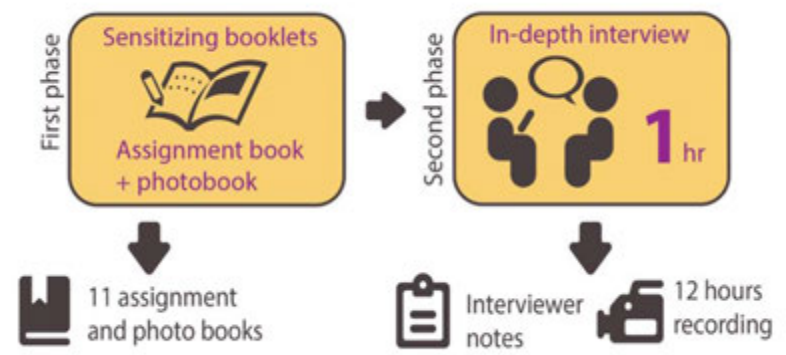 First phase
Sensitizing booklets
Assignment book
+ photobook
Second phase
In-depth interview
1 hr
11 assignment
and photo books
Interviewer
notes
12 hours
recording